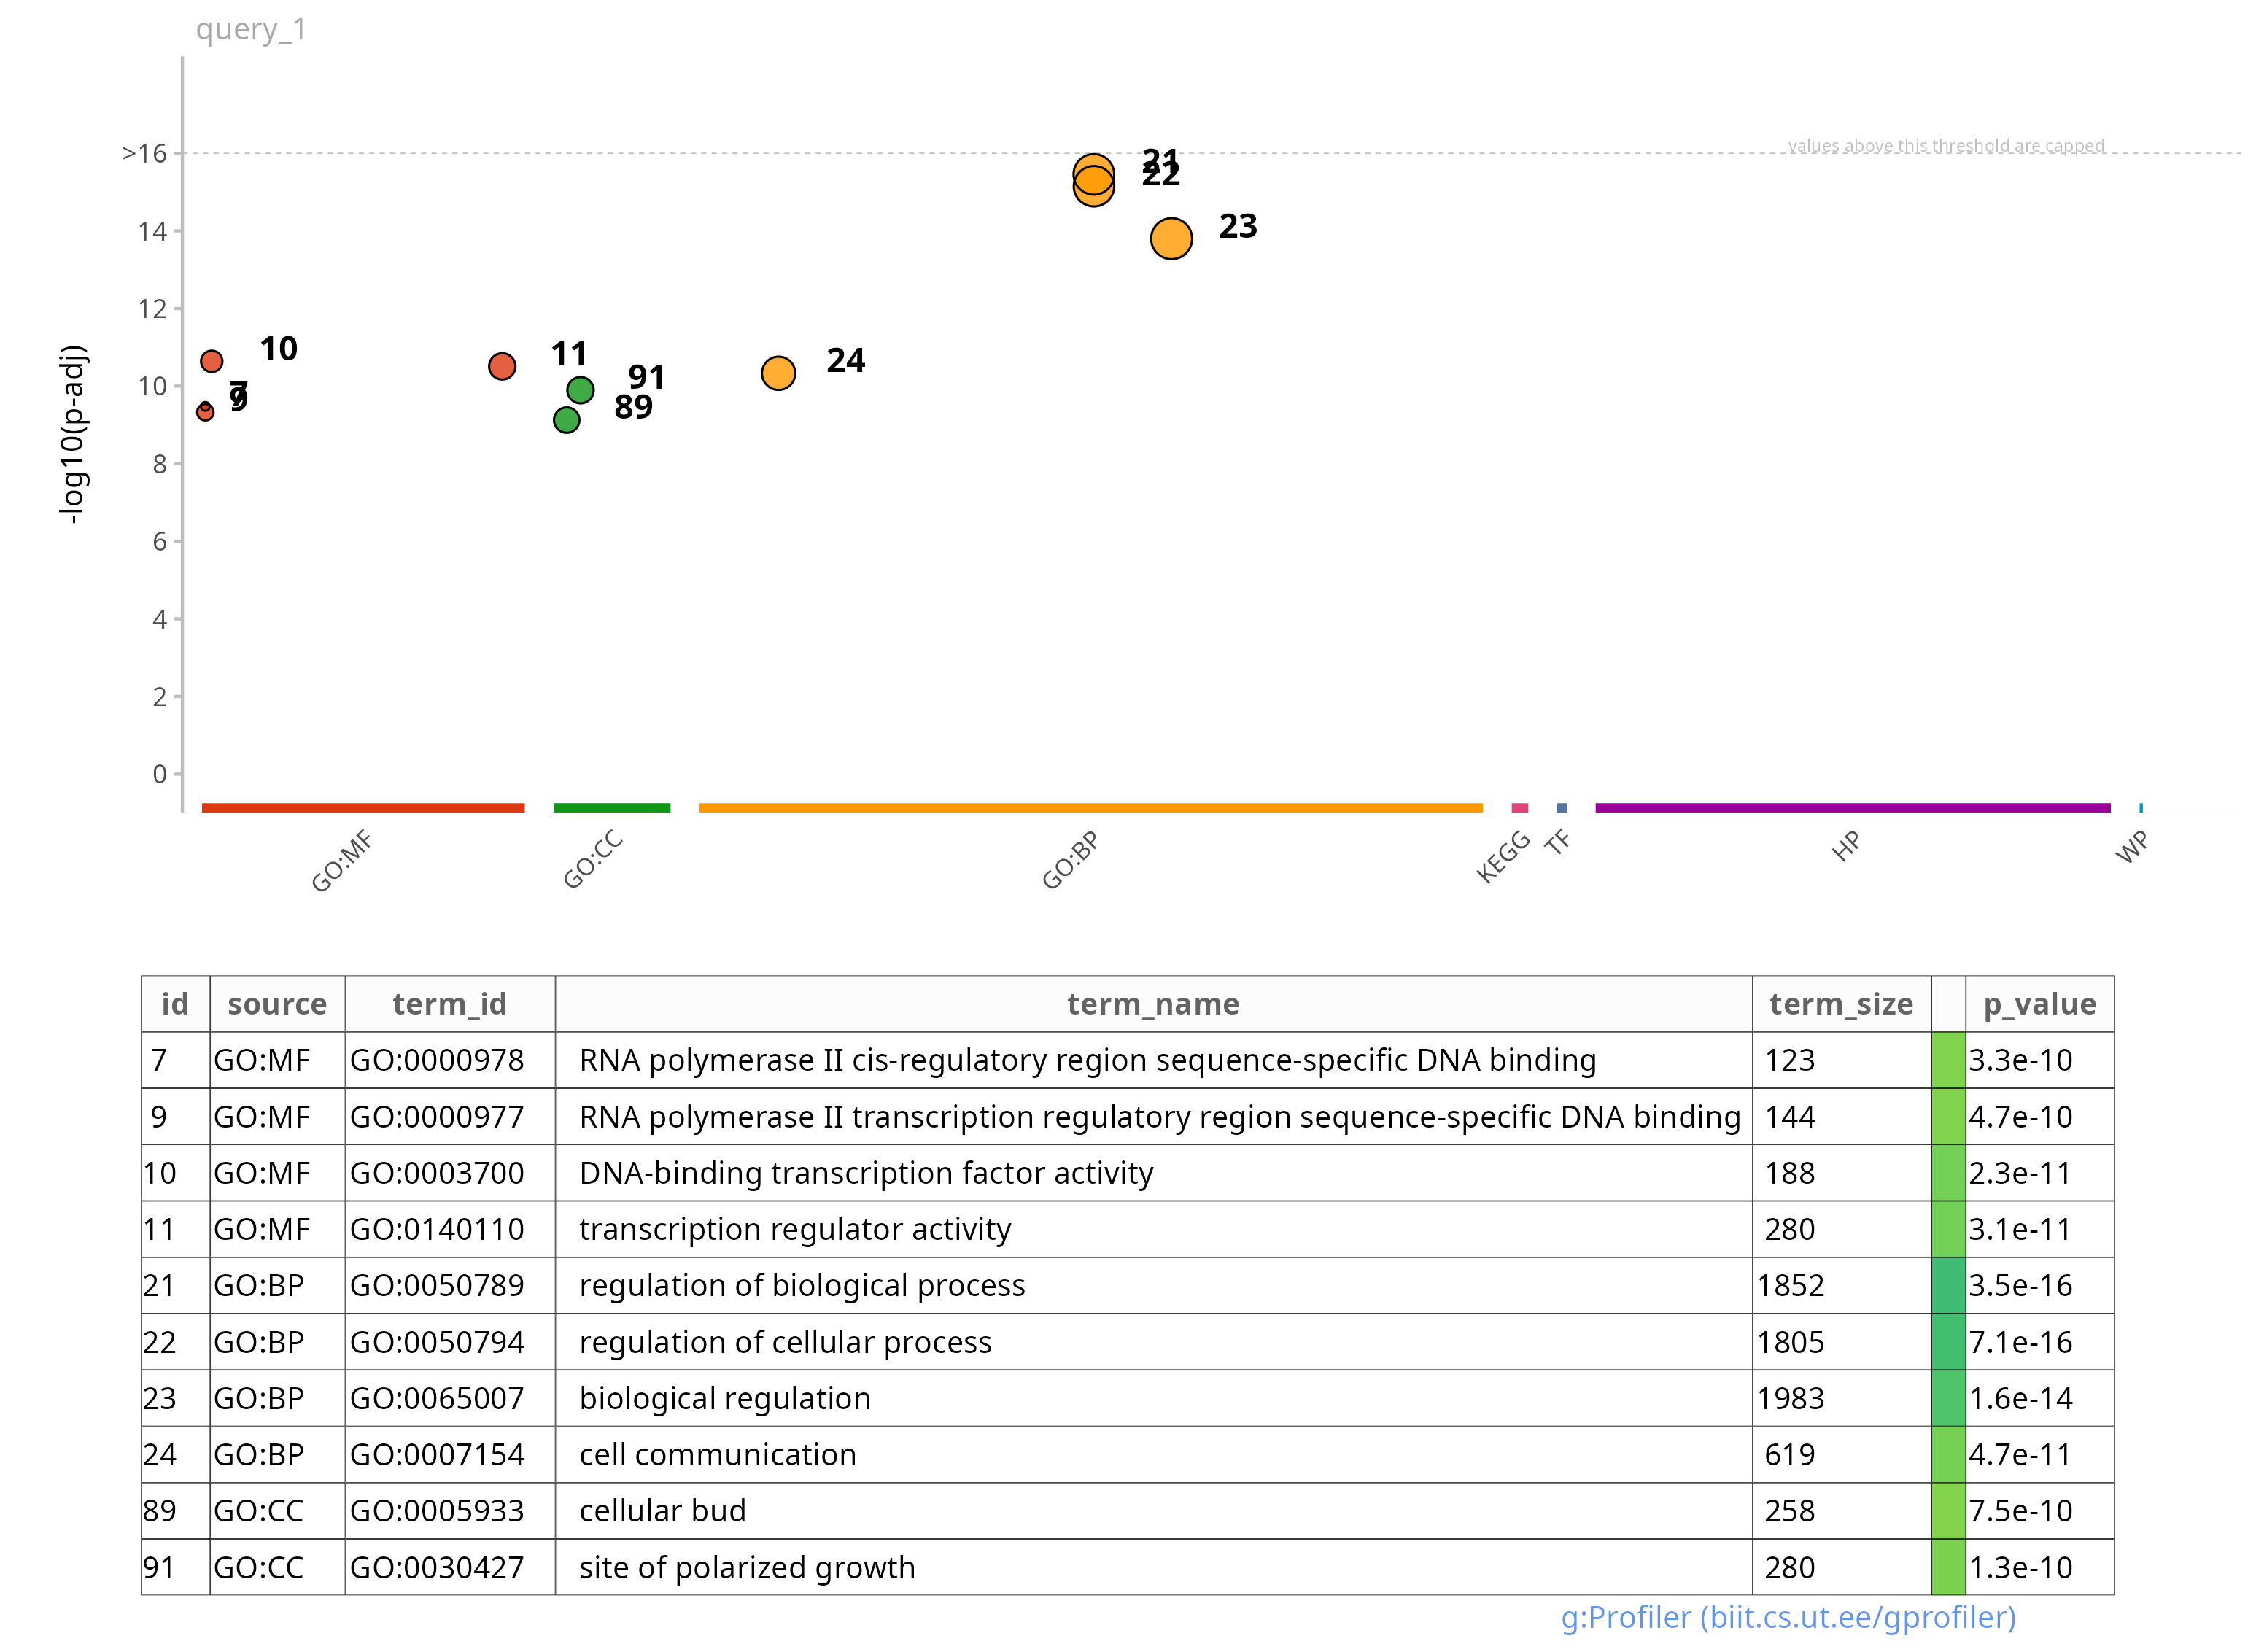 query_1
>16
values above this threshold are capped
21
22
14
23
12
10
11
24
91
10
7
9
89
8
6
4
2
0
-log10(p-adj)
GO:MF
GO:CC
GO:BP
KEGG
TF
HP
WP
id source term_id term_name term_size p_value
7 GO:MF GO:0000978 RNA polymerase II cis-regulatory region sequence-specific DNA binding 123 3.3e-10
9 GO:MF GO:0000977 RNA polymerase II transcription regulatory region sequence-specific DNA binding 144 4.7e-10
10 GO:MF GO:0003700 DNA-binding transcription factor activity 188 2.3e-11
11 GO:MF GO:0140110 transcription regulator activity 280 3.1e-11
21 GO:BP GO:0050789 regulation of biological process 1852 3.5e-16
22 GO:BP GO:0050794 regulation of cellular process 1805 7.1e-16
23 GO:BP GO:0065007 biological regulation 1983 1.6e-14
24 GO:BP GO:0007154 cell communication 619 4.7e-11
89 GO:CC GO:0005933 cellular bud 258 7.5e-10
91 GO:CC GO:0030427 site of polarized growth 280 1.3e-10
g:Profiler (biit.cs.ut.ee/gprofiler)